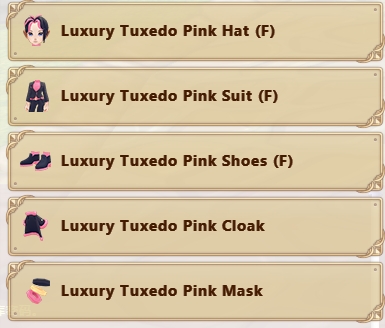 Luxury Tuxedo Pink Hat (F)
Luxury Tuxedo Pink Suit (F)
Luxury Tuxedo Pink Shoes (F)
Luxury Tuxedo Pink Cloak
Luxury Tuxedo Pink Mask